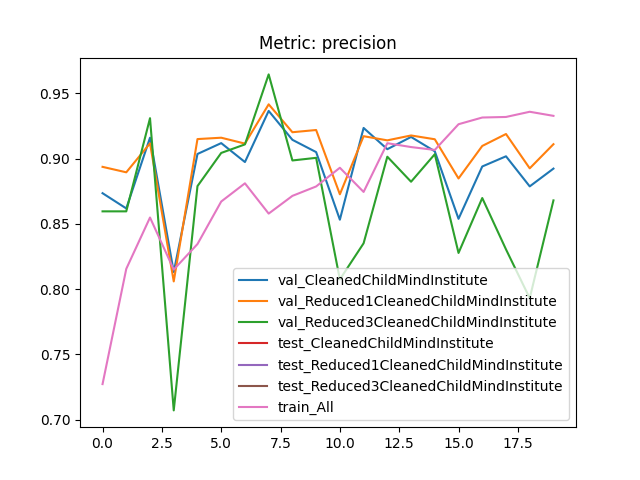 Metric: precision
0.95
0.90
0.85
0.80
0.75
0.70
val_CleanedChildMindInstitute
val_Reduced1CleanedChildMindInstitute
val_Reduced3CleanedChildMindInstitute
test_CleanedChildMindInstitute
test_Reduced1CleanedChildMindInstitute
test_Reduced3CleanedChildMindInstitute
train_All
0.0 2.5 5.0 7.5 10.0 12.5 15.0 17.5